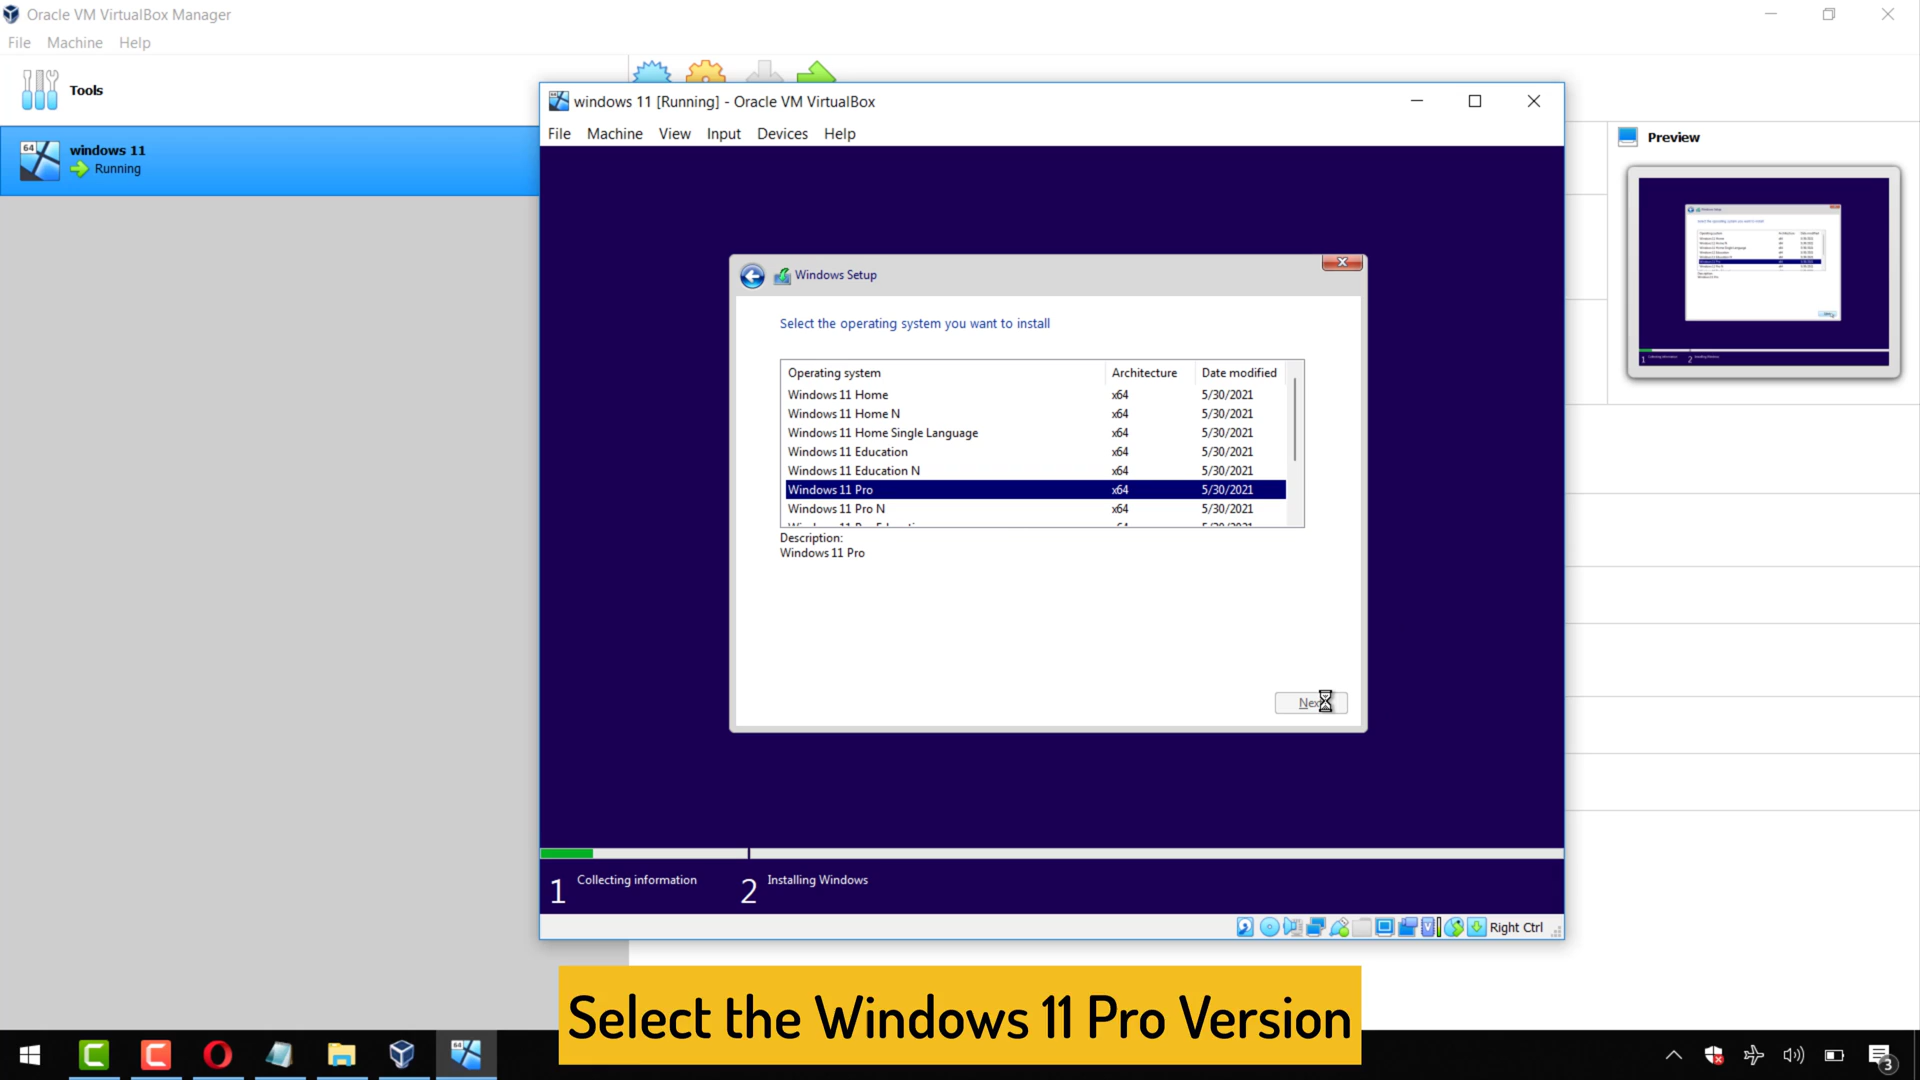 Oracle VM VirtualBox Manager
File Machine Help
Tools
64
windows 11
Running
windows 11 [Running] - Oracle VM VirtualBox
File Machine View Input Devices Help
Preview
Windows Setup
Select the operating system you want to install
Operating system Architecture Date modified
Windows 11 Home x64 5/30/2021
Windows 11 Home N x64 5/30/2021
Windows 11 Home Single Language x64 5/30/2021
Windows 11 Education x64 5/30/2021
Windows 11 Education N x64 5/30/2021
Windows 11 Pro x64 5/30/2021
Windows 11 Pro N x64 5/30/2021
Description:
Windows 11 Pro
Next
1 Collecting information 2 Installing Windows
Right Ctrl
Select the Windows 11 Pro Version
3